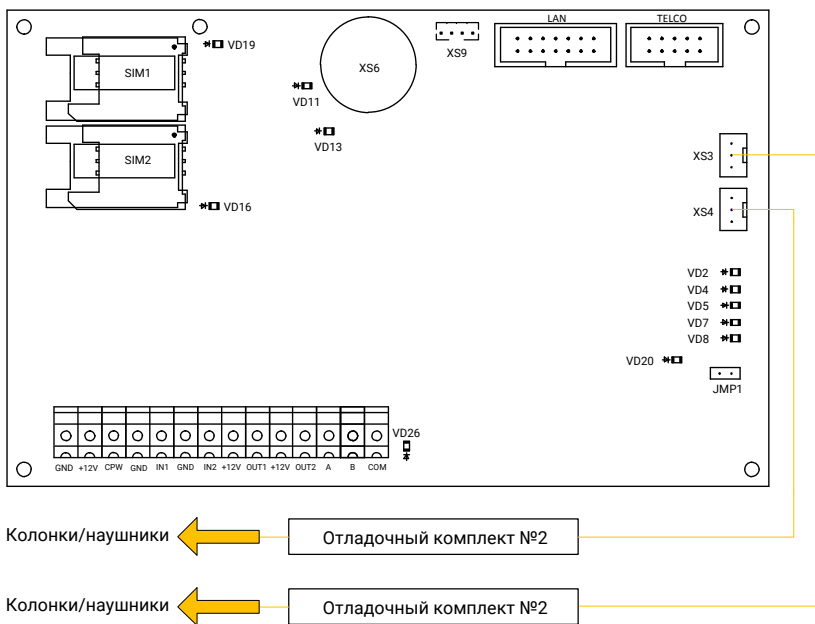 LAN TELCO
VD19
XS9
SIM1
XS6
VD11
VD13
SIM2
XS3
VD16
XS4
VD2
VD4
VD5
VD7
VD8
VD20
JMP1
VD26
GND +12V CPW GND IN1 GND IN2 +12V OUT1 +12V OUT2 A B COM
Колонки/наушники Отладочный комплект №2
Колонки/наушники Отладочный комплект №2